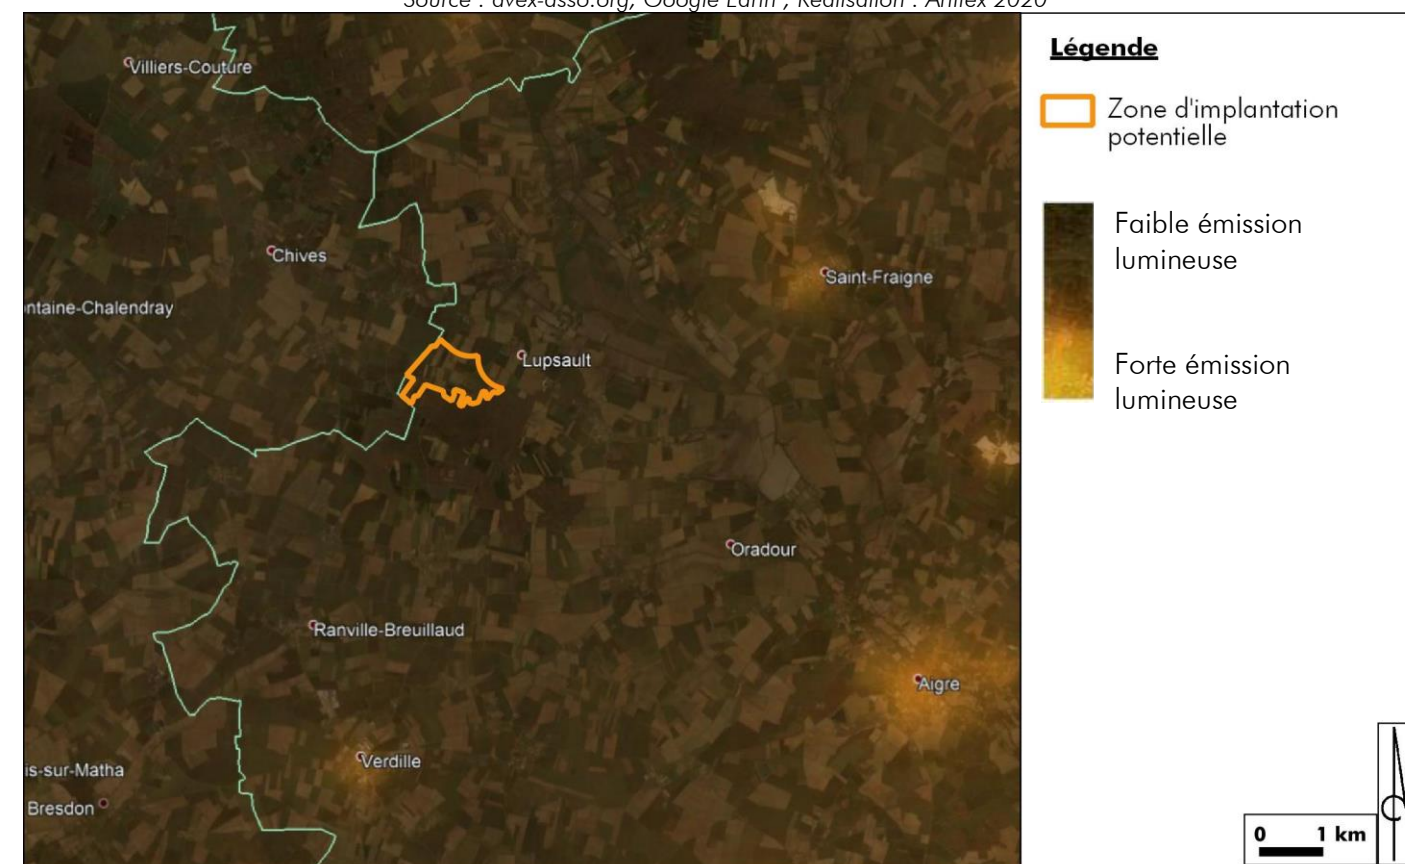 Source : avex-asso.org, Google Earth ; Réalisation : Artifex 2020
Villiers-Couture
Chives
ntaine-Chalendray
Saint-Fraigne
Lupsault
Oradour
Ranville-Breuillaud
Aigre
Verdille
is-sur-Matha
Bresdon
Légende
Zone d'implantation
potentielle
Faible émission
lumineuse
Forte émission
lumineuse
0 1 km